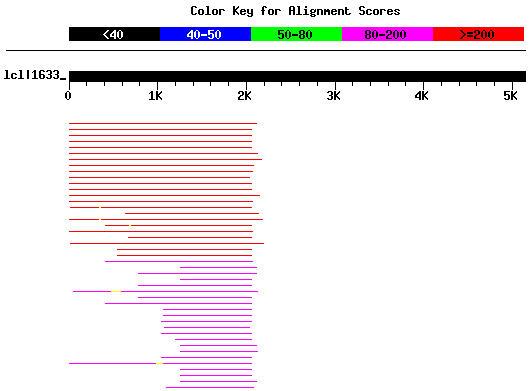 Color Key for Alignment Scores
<40 40-50 50-80 80-200 >=200
lcl|1633_
0 1K 2K 3K 4K 5K